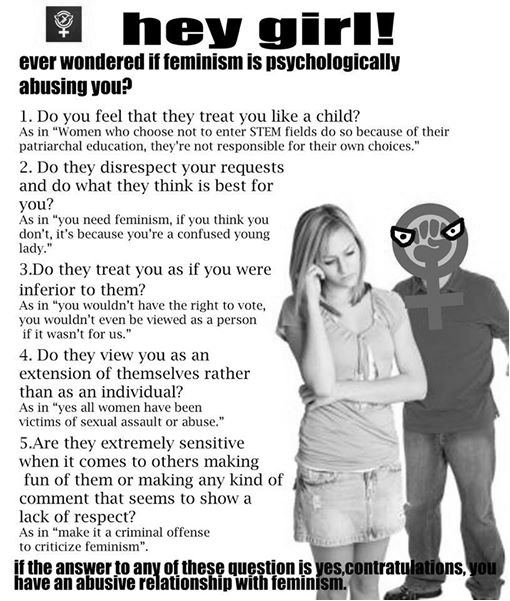 hey girl!
ever wondered if feminism is psychologically
abusing you?
1. Do you feel that they treat you like a child?
As in “Women who choose not to enter STEM fields do so because of their
patriarchal education, they're not responsible for their own choices.”
2. Do they disrespect your requests
and do what they think is best for
you?
As in “you need feminism, if you think you
don't, it's because you're a confused young
lady.”
3.Do they treat you as if you were
inferior to them?
As in “you wouldn't have the right to vote,
you wouldn't even be viewed as a person
if it wasn't for us.”
4. Do they view you as an
extension of themselves rather
than as an individual?
As in “yes all women have been
victims of sexual assault or abuse.”
5.Are they extremely sensitive
when it comes to others making
fun of them or making any kind of
comment that seems to show a
lack of respect?
As in “make it a criminal offense
to criticize feminism”.
if the answer to any of these question is yes,contratulations, you
have an abusive relationship with feminism.